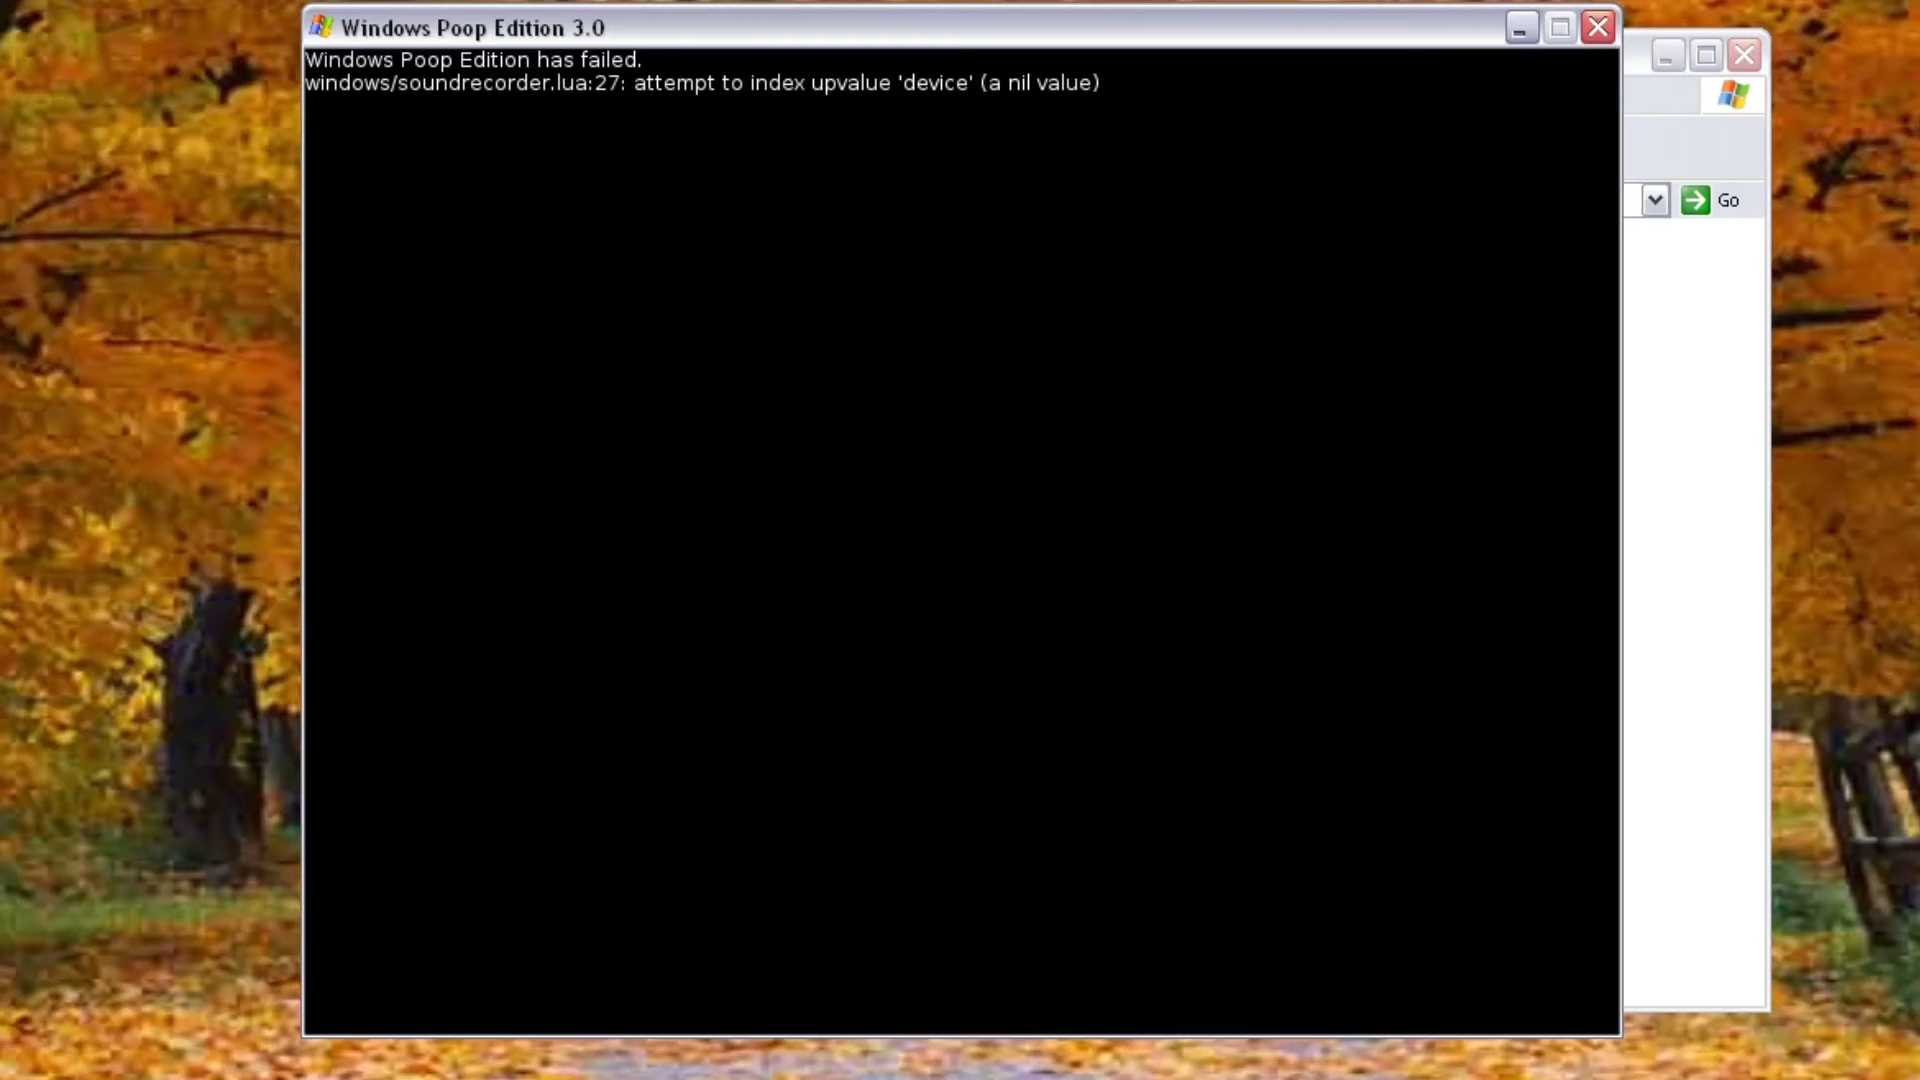 Windows Poop Edition 3.0
Windows Poop Edition has failed.
windows/soundrecorder.lua:27: attempt to index upvalue 'device' (a nil value)
Go